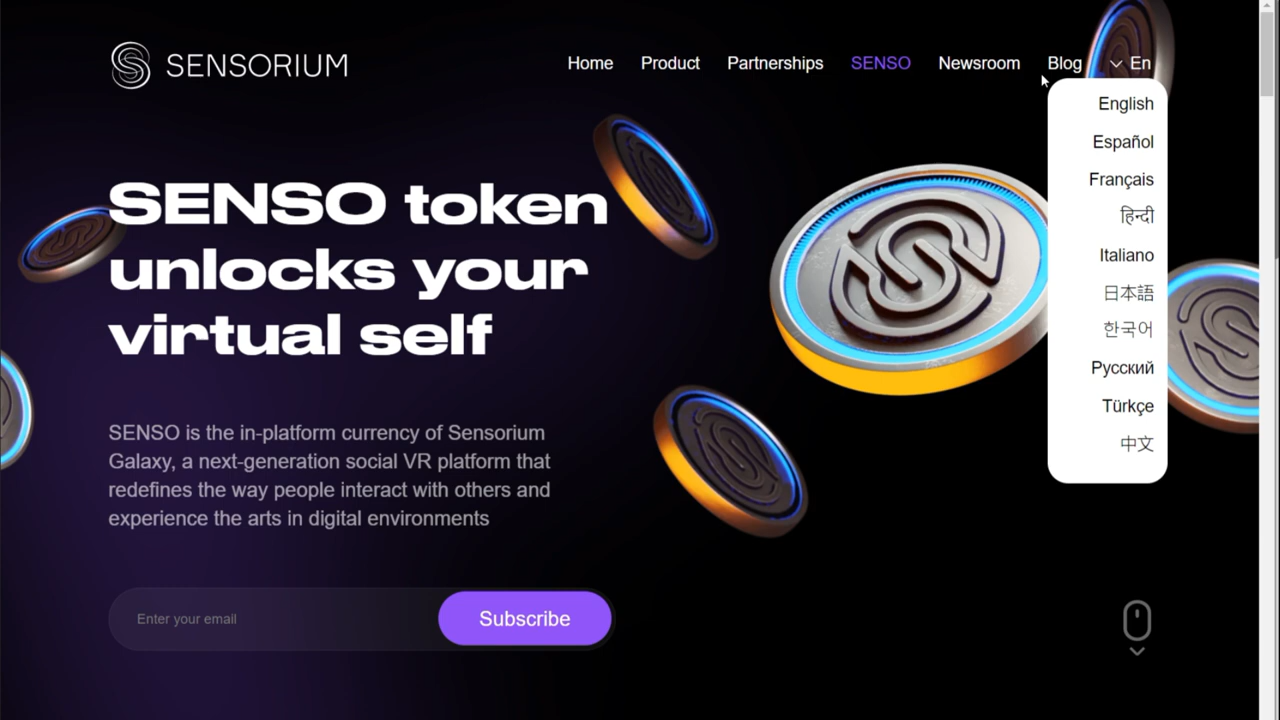 SENSORIUM
Home Product Partnerships SENSO Newsroom Blog En
English
Español
Français
हिन्दी
Italiano
日本語
한국어
Русский
Türkçe
中文
SENSO token
unlocks your
virtual self
SENSO is the in-platform currency of Sensorium
Galaxy, a next-generation social VR platform that
redefines the way people interact with others and
experience the arts in digital environments
Enter your email
Subscribe